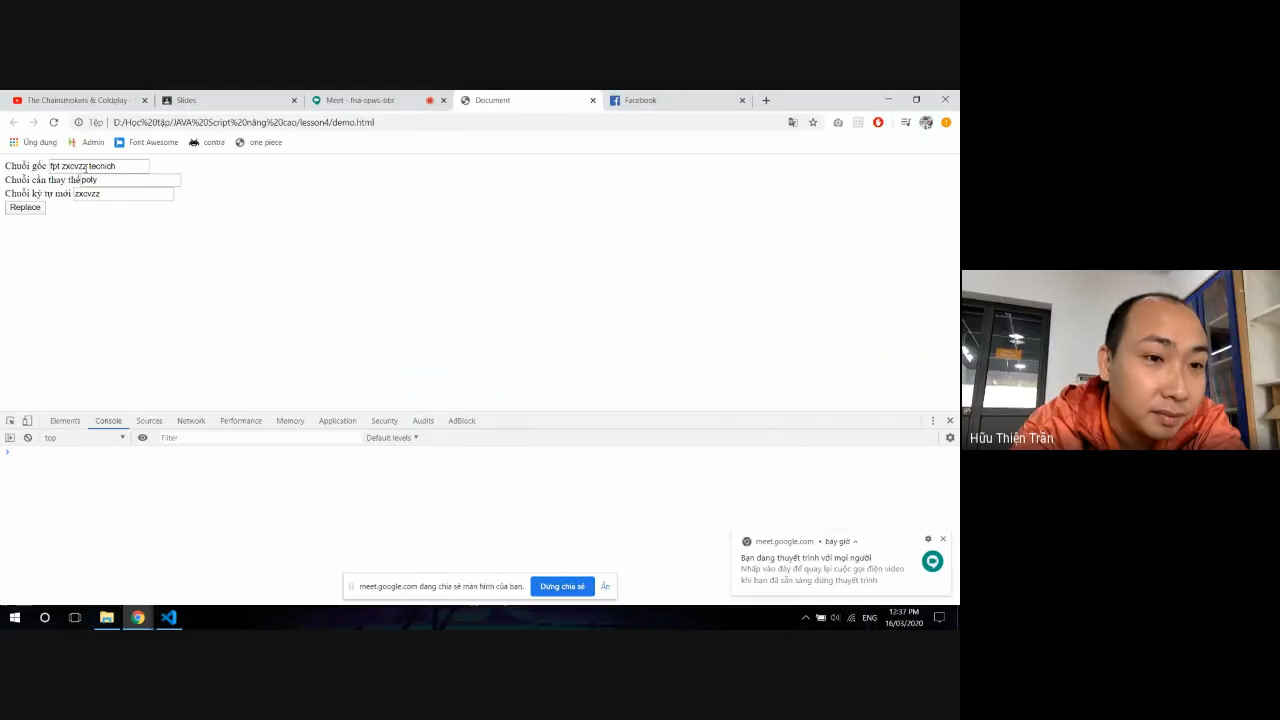 The Chainsmokers & Coldplay -
Slides
Meet - fna-spws-bbr
Document
Facebook
Tệp
D:/Học%20tập/JAVA%20Script%20nâng%20cao/lesson4/demo.html
Ứng dung
Admin
Font Awesome
contra
one piece
Chuỗi gốc fpt zxcvzz tecnich
Chuỗi cần thay thế poly
Chuỗi ký tự mới zxcvzz
Replace
Elements
Console
Sources
Network
Performance
Memory
Application
Security
Audits
AdBlock
top
Filter
Default levels
Hữu Thiện Trần
meet.google.com • bây giờ
Bạn đang thuyết trình với mọi người
Nhấp vào đây để quay lại cuộc gọi điện video
khi bạn đã sẵn sàng dừng thuyết trình
meet.google.com đang chia sẻ màn hình của bạn.
Dừng chia sẻ
Ẩn
ENG
12:37 PM
16/03/2020